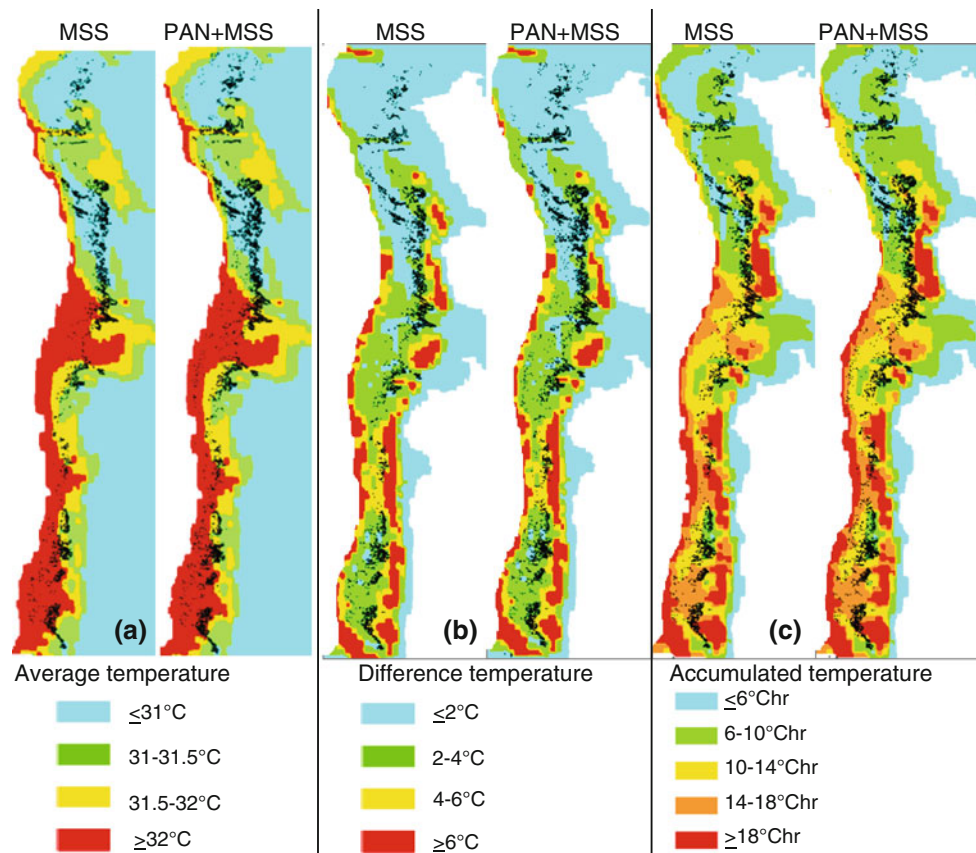 MSS PAN+MSS
MSS PAN+MSS
MSS PAN+MSS
(a)
(b)
(c)
Average temperature
≤31°C
31-31.5°C
31.5-32°C
≥32°C
Difference temperature
≤2°C
2-4°C
4-6°C
≥6°C
Accumulated temperature
≤6°Chr
6-10°Chr
10-14°Chr
14-18°Chr
≥18°Chr